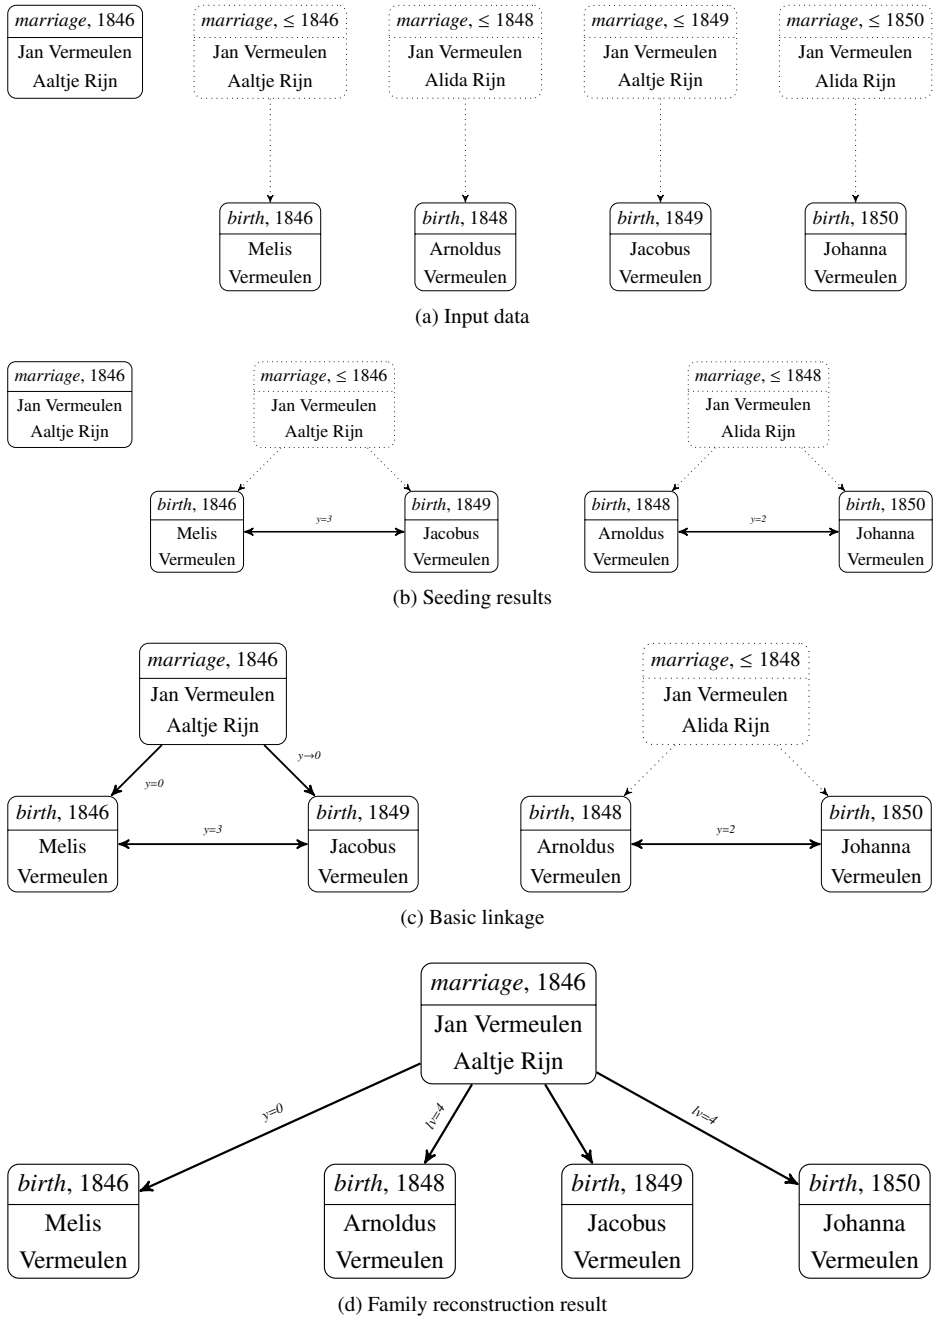 marriage, 1846
Jan Vermeulen
Aaltje Rijn
marriage, ≤ 1846
Jan Vermeulen
Aaltje Rijn
marriage, ≤ 1848
Jan Vermeulen
Alida Rijn
marriage, ≤ 1849
Jan Vermeulen
Aaltje Rijn
marriage, ≤ 1850
Jan Vermeulen
Alida Rijn
birth, 1846
Melis
Vermeulen
birth, 1848
Arnoldus
Vermeulen
birth, 1849
Jacobus
Vermeulen
birth, 1850
Johanna
Vermeulen
(a) Input data
marriage, 1846
Jan Vermeulen
Aaltje Rijn
marriage, ≤ 1846
Jan Vermeulen
Aaltje Rijn
marriage, ≤ 1848
Jan Vermeulen
Alida Rijn
birth, 1846
Melis
Vermeulen
y=3
birth, 1849
Jacobus
Vermeulen
birth, 1848
Arnoldus
Vermeulen
y=2
birth, 1850
Johanna
Vermeulen
(b) Seeding results
marriage, 1846
Jan Vermeulen
Aaltje Rijn
marriage, ≤ 1848
Jan Vermeulen
Alida Rijn
y=0
y→0
birth, 1846
Melis
Vermeulen
y=3
birth, 1849
Jacobus
Vermeulen
birth, 1848
Arnoldus
Vermeulen
y=2
birth, 1850
Johanna
Vermeulen
(c) Basic linkage
marriage, 1846
Jan Vermeulen
Aaltje Rijn
y=0
lv=4
lv=4
birth, 1846
Melis
Vermeulen
birth, 1848
Arnoldus
Vermeulen
birth, 1849
Jacobus
Vermeulen
birth, 1850
Johanna
Vermeulen
(d) Family reconstruction result